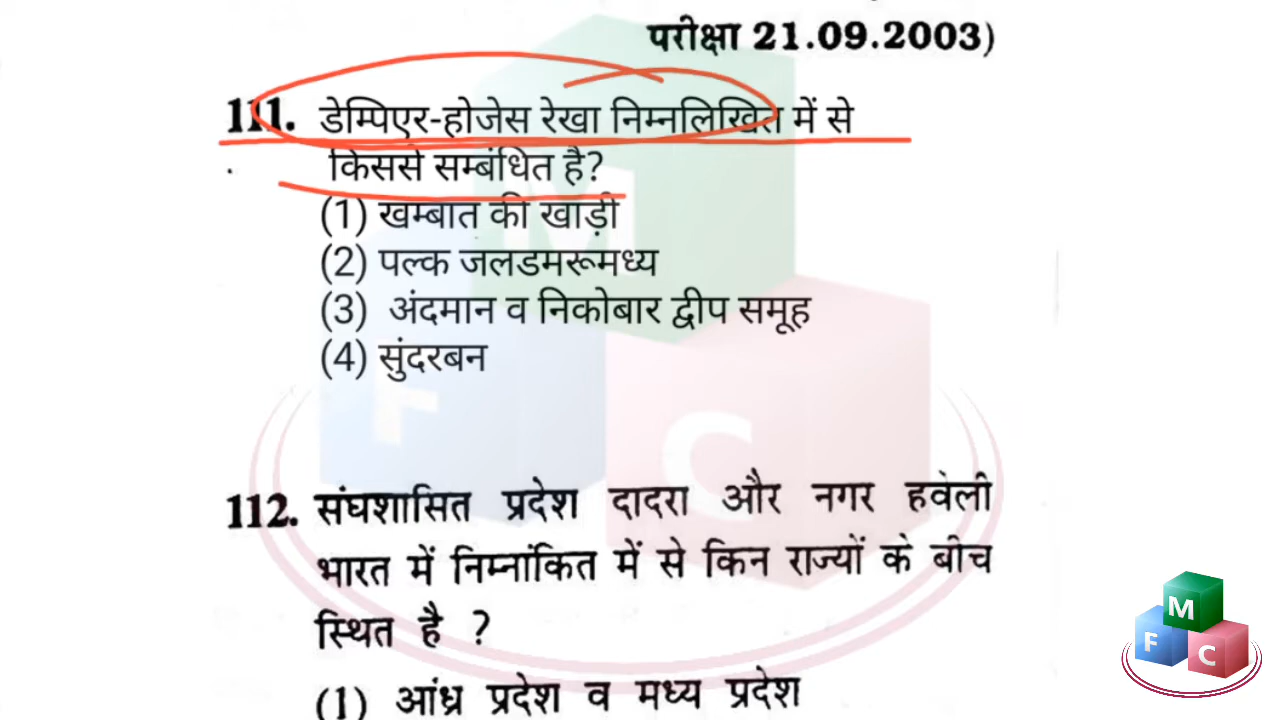 परीक्षा 21.09.2003)
111. डेम्पिएर-होजेस रेखा निम्नलिखित में से
किससे सम्बंधित है?
(1) खम्बात की खाड़ी
(2) पल्क जलडमरूमध्य
(3) अंदमान व निकोबार द्वीप समूह
(4) सुंदरबन
112. संघशासित प्रदेश दादरा और नगर हवेली
भारत में निम्नांकित में से किन राज्यों के बीच
स्थित है ?
(1) आंध्र प्रदेश व मध्य प्रदेश
M
F
C
M
F
C